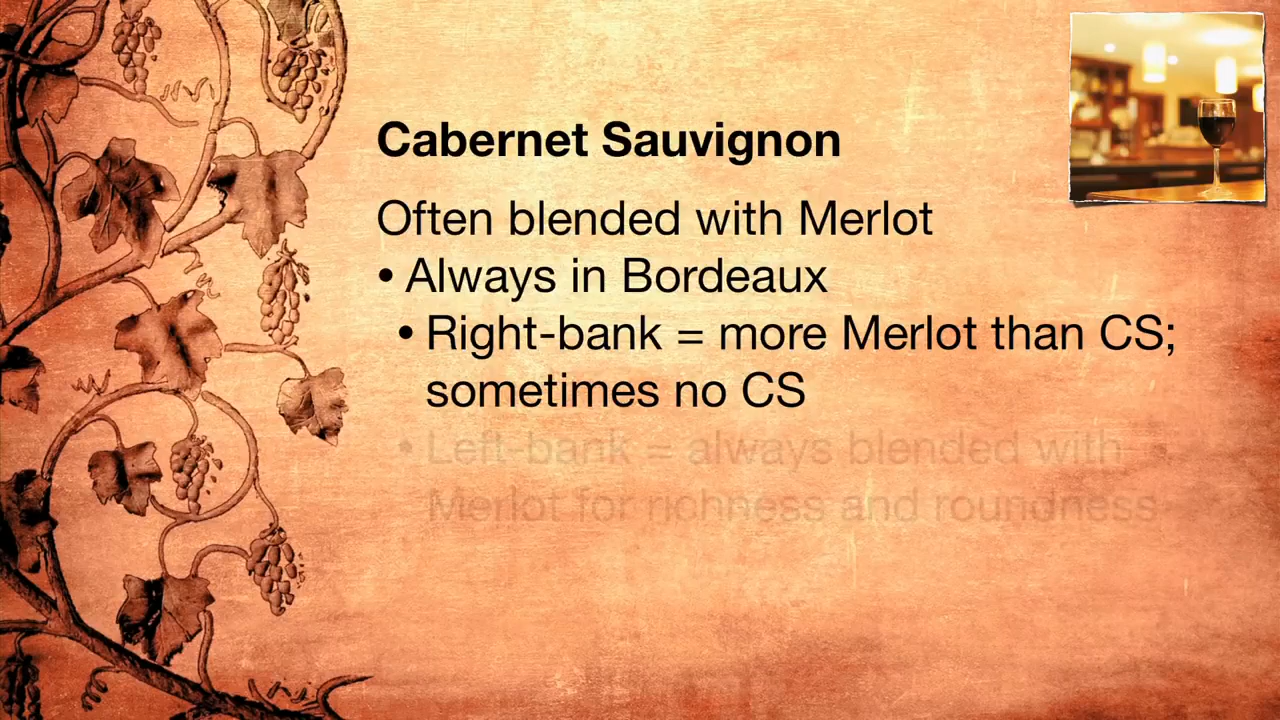 Cabernet Sauvignon
Often blended with Merlot
• Always in Bordeaux
• Right-bank = more Merlot than CS;
sometimes no CS
• Left-bank = always blended with
Merlot for richness and roundness